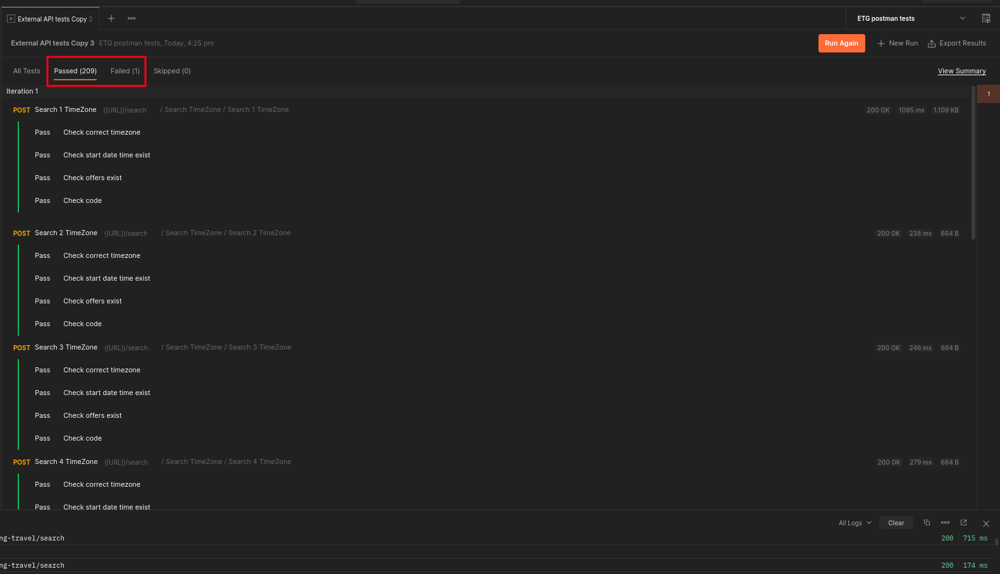 External API tests Copy 3
ETG postman tests
External API tests Copy 3 ETG postman tests, Today, 4:25 pm
Run Again New Run Export Results
All Tests Passed (209) Failed (1) Skipped (0) View Summary
Iteration 1
1
POST Search 1 TimeZone {{URL}}/search / Search TimeZone / Search 1 TimeZone 200 OK 1095 ms 1.109 KB
Pass Check correct timezone
Pass Check start date time exist
Pass Check offers exist
Pass Check code
POST Search 2 TimeZone {{URL}}/search / Search TimeZone / Search 2 TimeZone 200 OK 238 ms 664 B
Pass Check correct timezone
Pass Check start date time exist
Pass Check offers exist
Pass Check code
POST Search 3 TimeZone {{URL}}/search / Search TimeZone / Search 3 TimeZone 200 OK 246 ms 664 B
Pass Check correct timezone
Pass Check start date time exist
Pass Check offers exist
Pass Check code
POST Search 4 TimeZone {{URL}}/search / Search TimeZone / Search 4 TimeZone 200 OK 279 ms 664 B
Pass Check correct timezone
Pass Check start date time exist
All Logs Clear
ng-travel/search 200 715 ms
ng-travel/search 200 174 ms